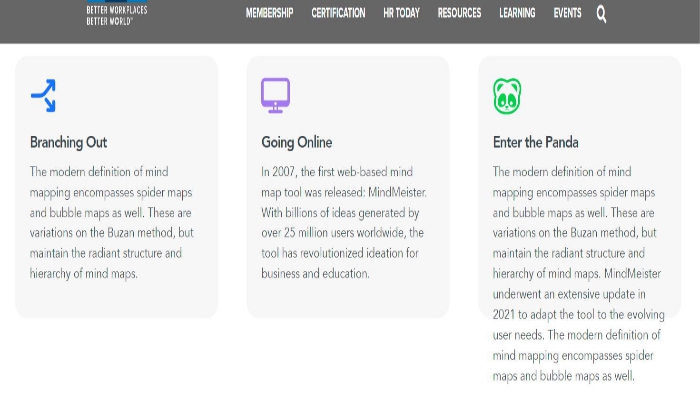 BETTER WORKPLACES
BETTER WORLD
MEMBERSHIP CERTIFICATION HR TODAY RESOURCES LEARNING EVENTS
Branching Out
The modern definition of mind
mapping encompasses spider maps
and bubble maps as well. These are
variations on the Buzan method, but
maintain the radiant structure and
hierarchy of mind maps.
Going Online
In 2007, the first web-based mind
map tool was released: MindMeister.
With billions of ideas generated by
over 25 million users worldwide, the
tool has revolutionized ideation for
business and education.
Enter the Panda
The modern definition of mind
mapping encompasses spider maps
and bubble maps as well. These are
variations on the Buzan method, but
maintain the radiant structure and
hierarchy of mind maps. MindMeister
underwent an extensive update in
2021 to adapt the tool to the evolving
user needs. The modern definition of
mind mapping encompasses spider
maps and bubble maps as well.